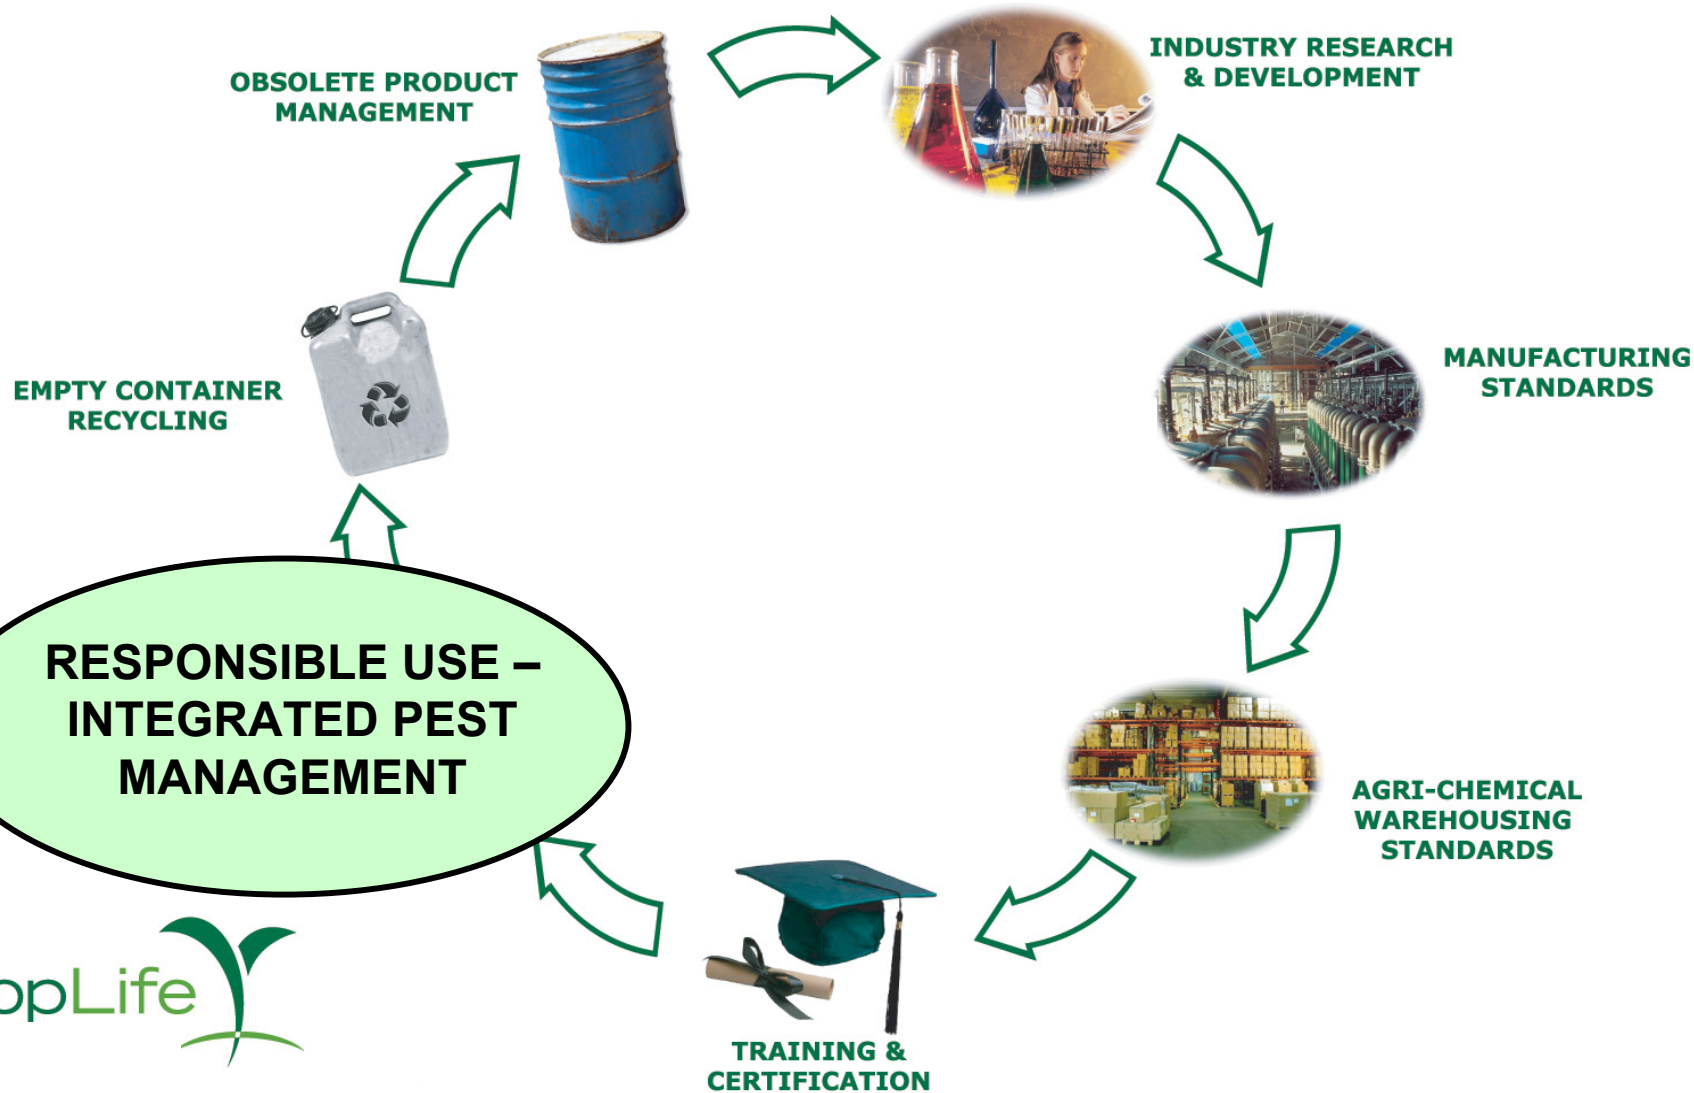 OBSOLETE PRODUCT
MANAGEMENT
INDUSTRY RESEARCH
& DEVELOPMENT
MANUFACTURING
STANDARDS
EMPTY CONTAINER
RECYCLING
RESPONSIBLE USE –
INTEGRATED PEST
MANAGEMENT
AGRI-CHEMICAL
WAREHOUSING
STANDARDS
opLife
TRAINING &
CERTIFICATION